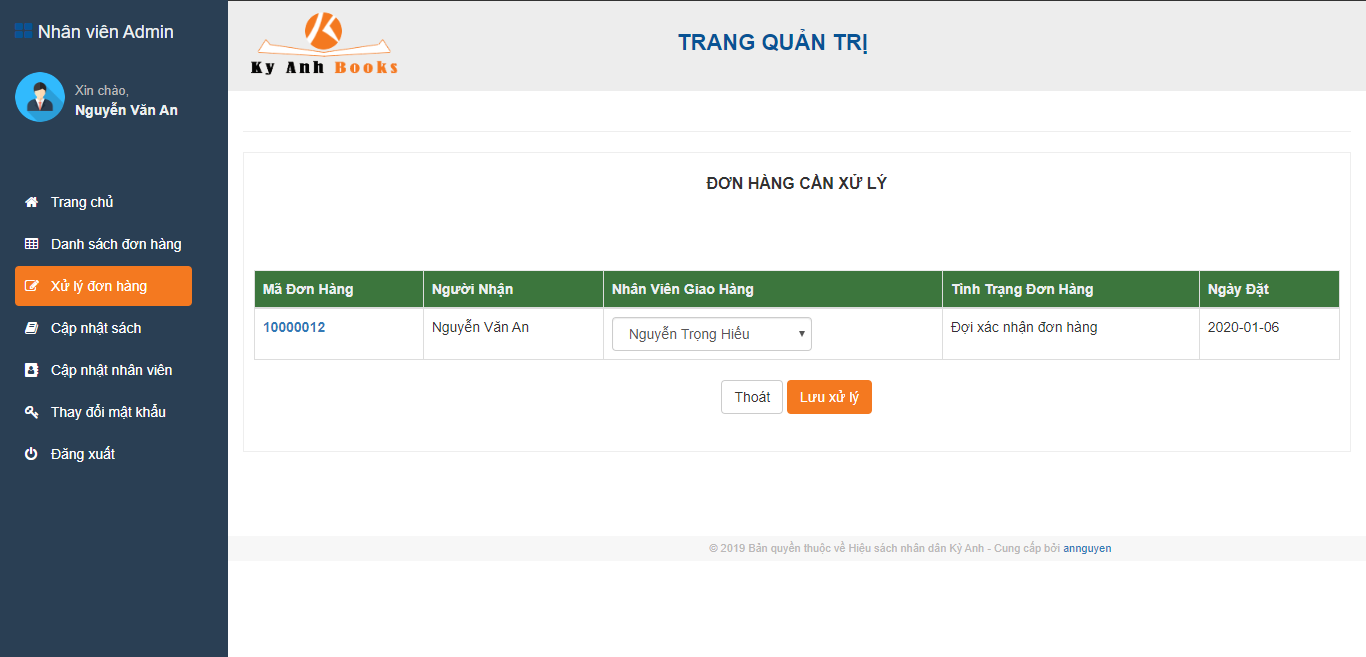 Nhân viên Admin
Xin chào,
Nguyễn Văn An
Trang chủ
Danh sách đơn hàng
Xử lý đơn hàng
Cập nhật sách
Cập nhật nhân viên
Thay đổi mật khẩu
Đăng xuất
Ky Anh Books
TRANG QUẢN TRỊ
ĐƠN HÀNG CẦN XỬ LÝ
Mã Đơn Hàng Người Nhận Nhân Viên Giao Hàng Tình Trạng Đơn Hàng Ngày Đặt
10000012 Nguyễn Văn An Nguyễn Trọng Hiếu Đợi xác nhận đơn hàng 2020-01-06
Thoát Lưu xử lý
© 2019 Bản quyền thuộc về Hiệu sách nhân dân Kỳ Anh - Cung cấp bởi annguyen